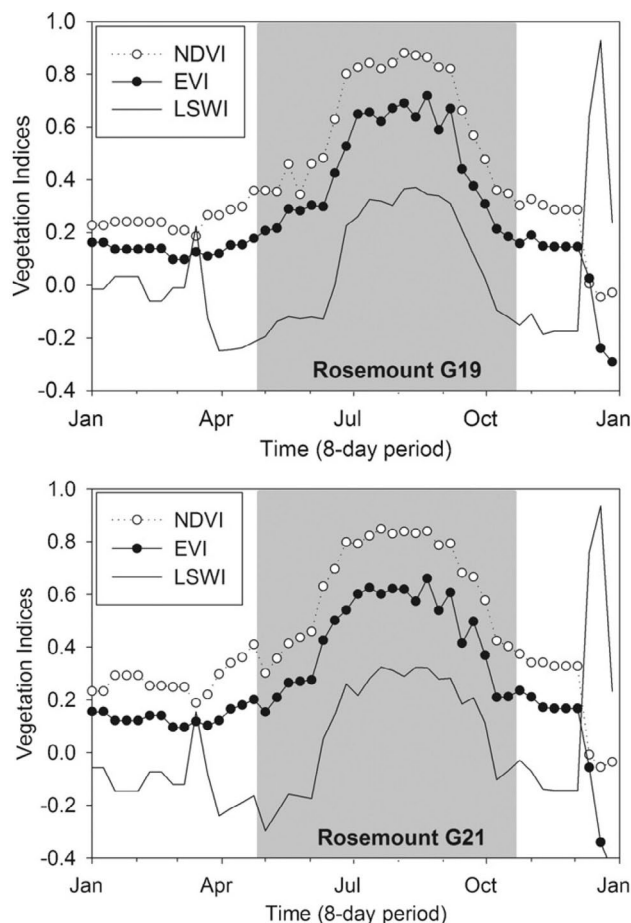 1.0
0.8
0.6
0.4
0.2
0.0
-0.2
-0.4
Vegetation Indices
NDVI
EVI
LSWI
Rosemount G19
Jan Apr Jul Oct Jan
Time (8-day period)
1.0
0.8
0.6
0.4
0.2
0.0
-0.2
-0.4
Vegetation Indices
NDVI
EVI
LSWI
Rosemount G21
Jan Apr Jul Oct Jan
Time (8-day period)